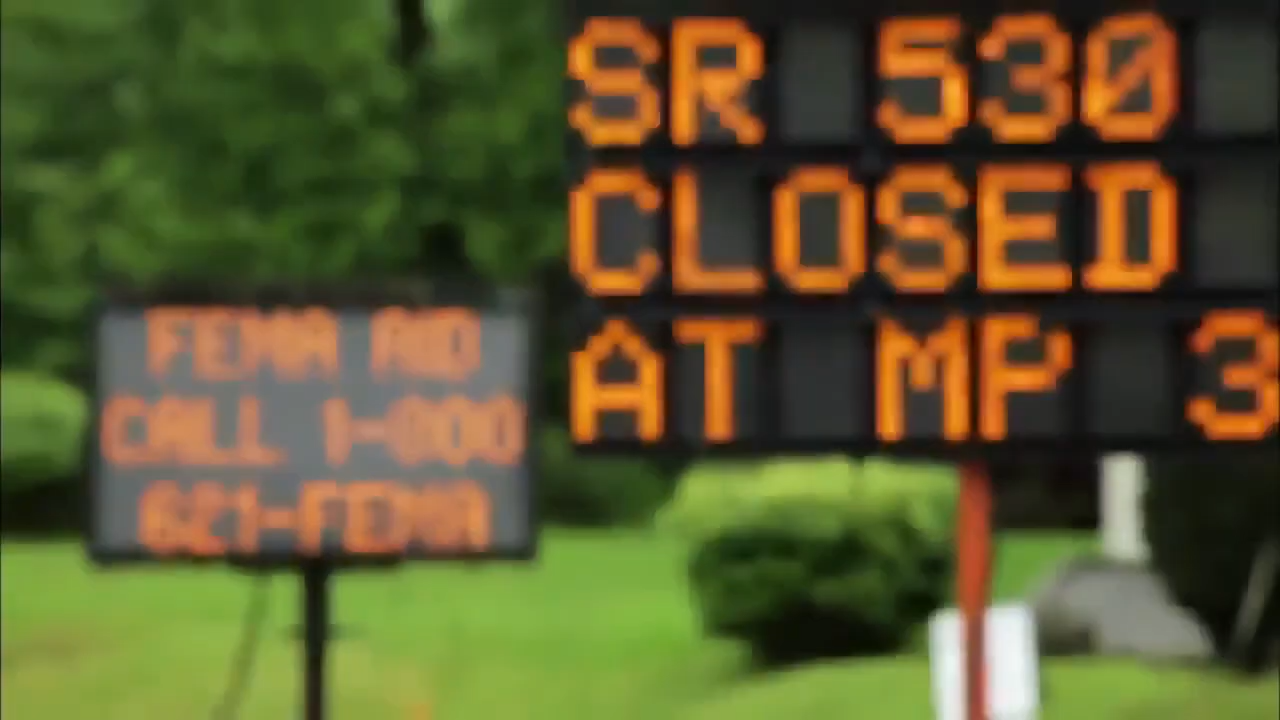 SR 530
CLOSED
AT MP 3
FEMA AID
CALL 1-800
621-FEMA